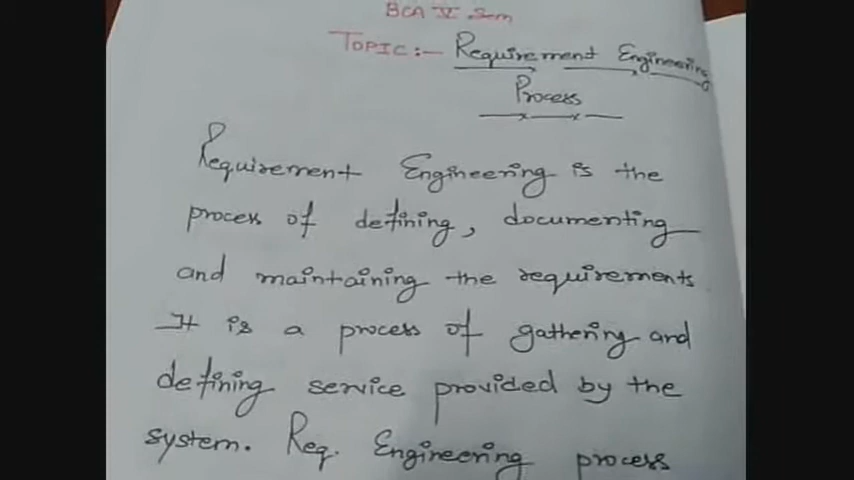 BCA V Sem
TOPIC:- Requirement Engineering
Process
Requirement Engineering is the
process of defining, documenting
and maintaining the requirements
It is a process of gathering and
defining service provided by the
system. Req. Engineering process